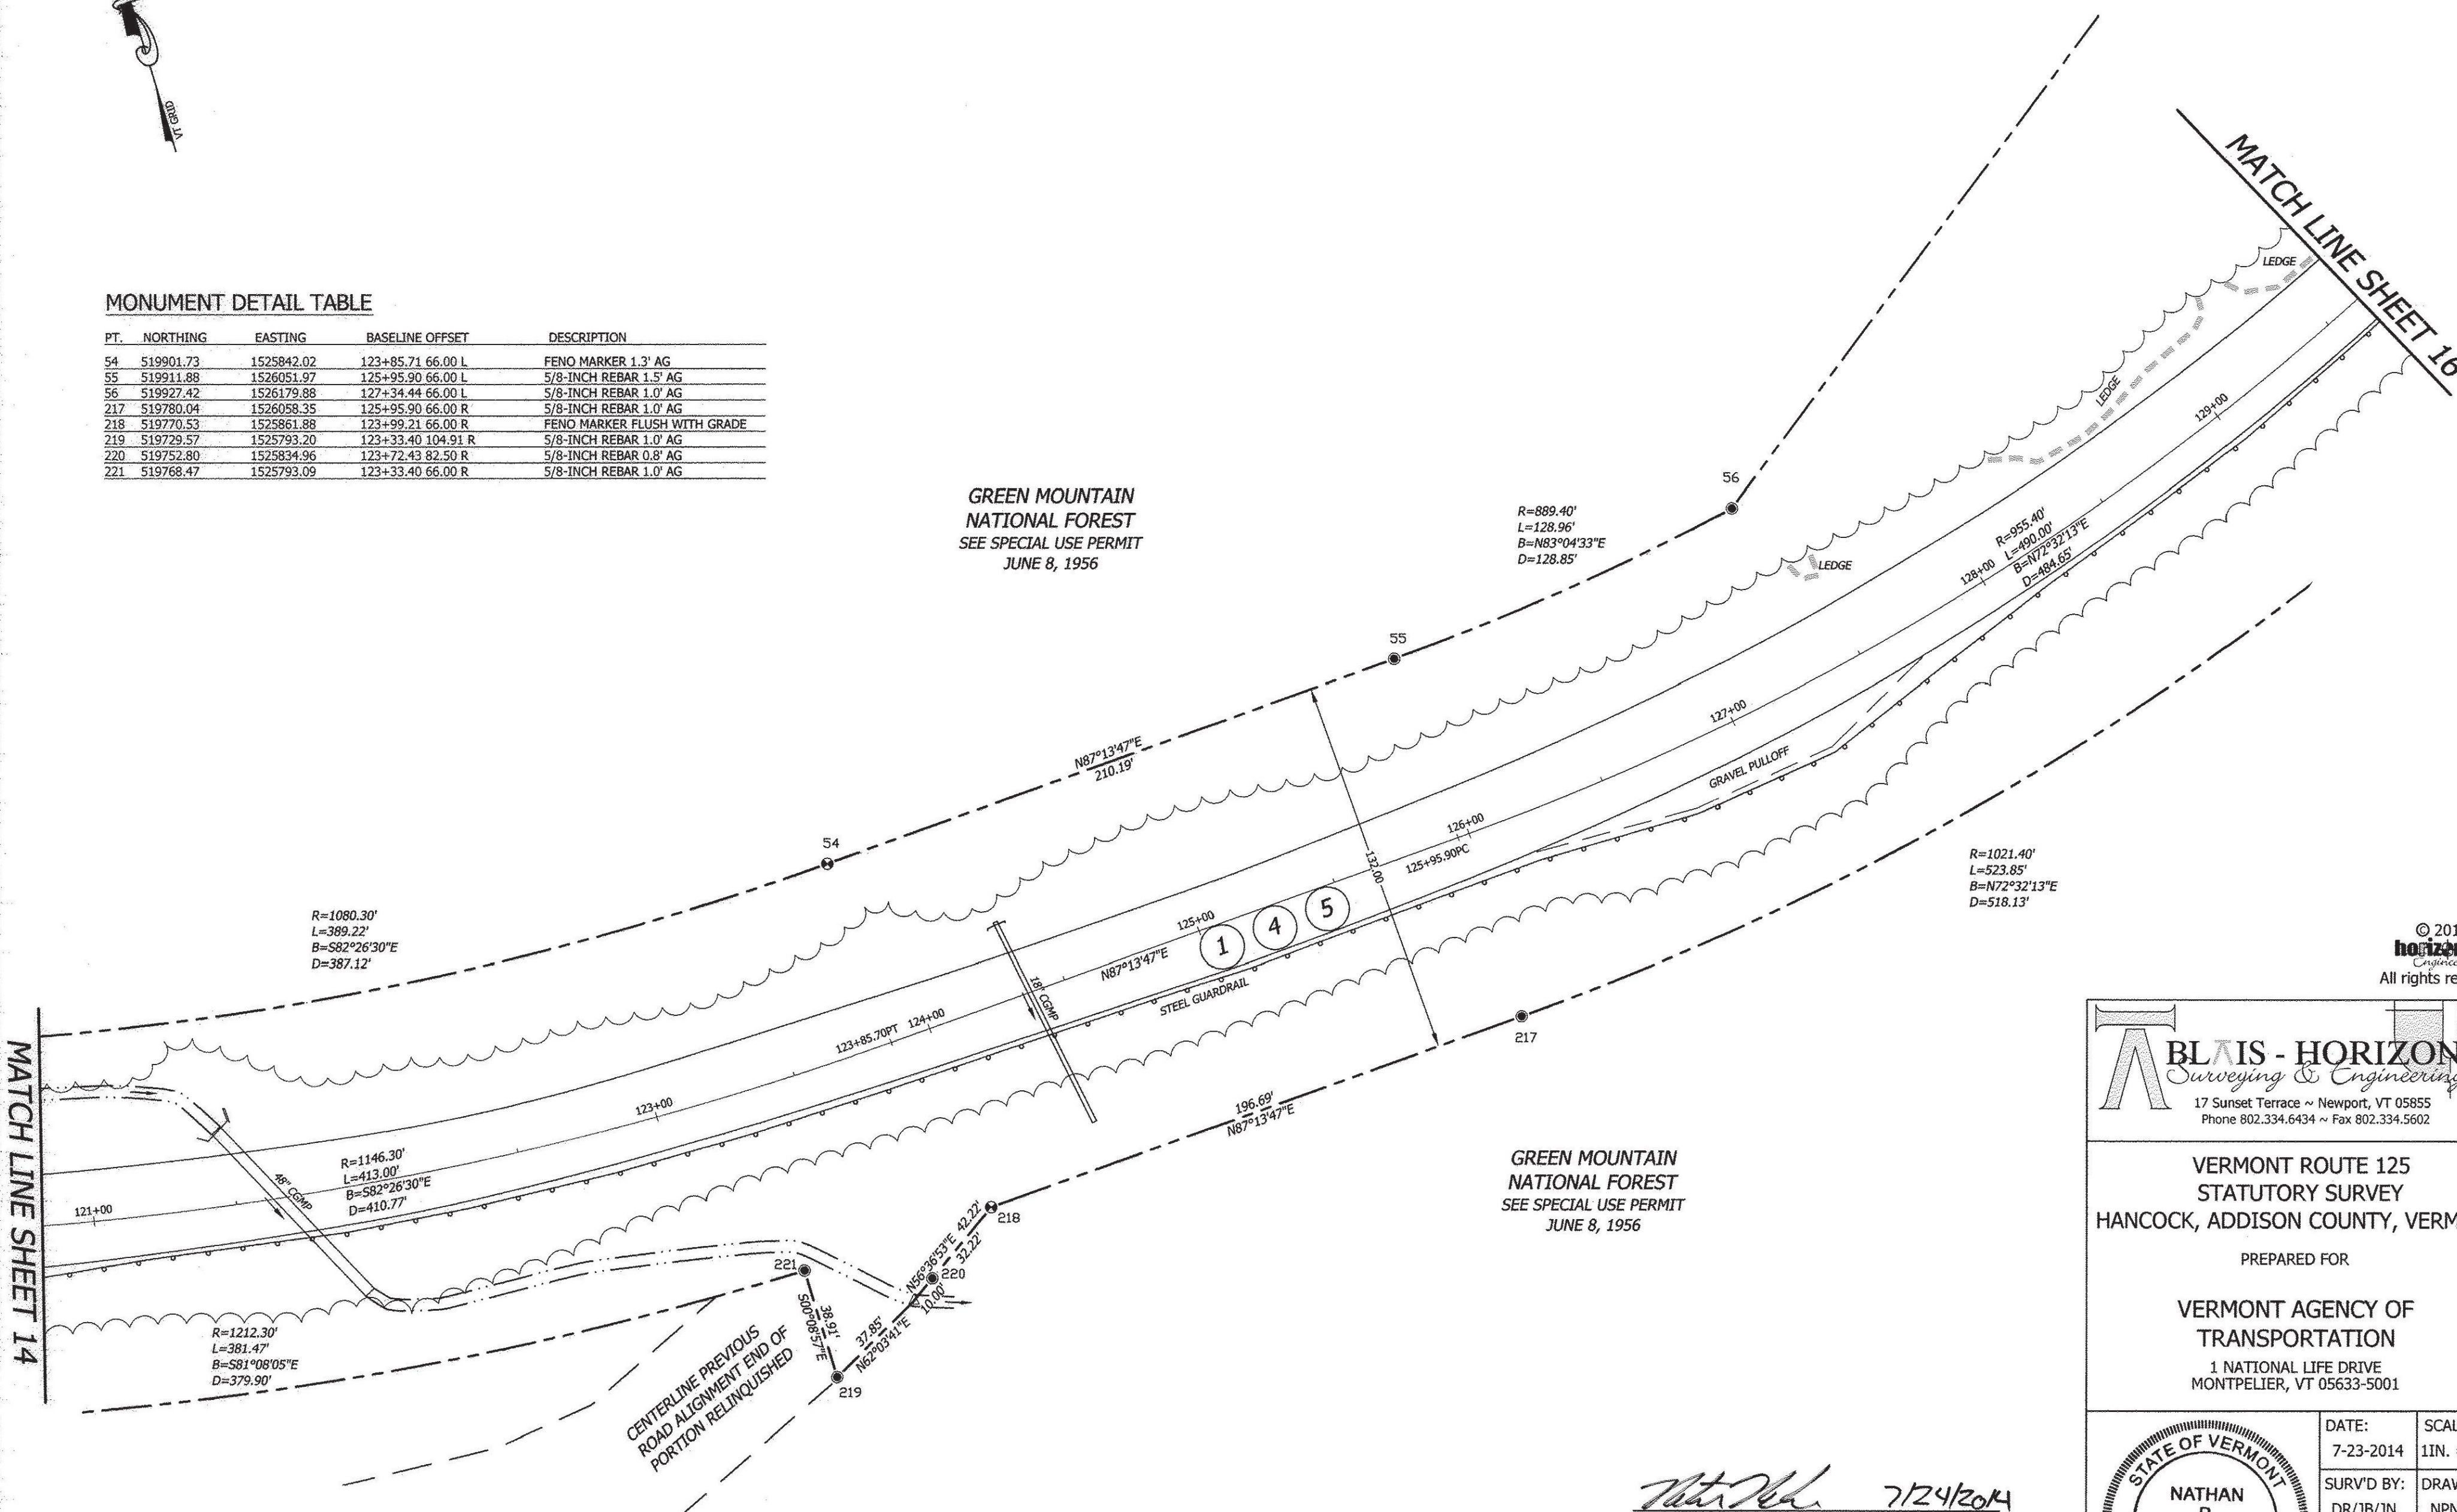 VT GRID
MONUMENT DETAIL TABLE
PT. NORTHING EASTING BASELINE OFFSET DESCRIPTION
54 519901.73 1525842.02 123+85.71 66.00 L FENO MARKER 1.3' AG
55 519911.88 1526051.97 125+95.90 66.00 L 5/8-INCH REBAR 1.5' AG
56 519927.42 1526179.88 127+34.44 66.00 L 5/8-INCH REBAR 1.0' AG
217 519780.04 1526058.35 125+95.90 66.00 R 5/8-INCH REBAR 1.0' AG
218 519770.53 1525861.88 123+99.21 66.00 R FENO MARKER FLUSH WITH GRADE
219 519729.57 1525793.20 123+33.40 104.91 R 5/8-INCH REBAR 1.0' AG
220 519752.80 1525834.96 123+72.43 82.50 R 5/8-INCH REBAR 0.8' AG
221 519768.47 1525793.09 123+33.40 66.00 R 5/8-INCH REBAR 1.0' AG
MATCH LINE SHEET 16
LEDGE
LEDGE
129+00
GREEN MOUNTAIN
NATIONAL FOREST
SEE SPECIAL USE PERMIT
JUNE 8, 1956
56
R=889.40'
L=128.96'
B=N83°04'33"E
D=128.85'
LEDGE
R=955.40'
L=490.00'
B=N72°32'13"E
D=484.65'
128+00
55
127+00
N87°13'47"E
210.19'
GRAVEL PULLOFF
54
132.00
126+00
125+95.90PC
R=1021.40'
L=523.85'
B=N72°32'13"E
D=518.13'
R=1080.30'
L=389.22'
B=S82°26'30"E
D=387.12'
125+00
1
4
5
N87°13'47"E
18" CGMP
STEEL GUARDRAIL
123+85.70PT 124+00
217
MATCH LINE SHEET 14
123+00
196.69'
N87°13'47"E
R=1146.30'
L=413.00'
B=S82°26'30"E
D=410.77'
48" CGMP
121+00
GREEN MOUNTAIN
NATIONAL FOREST
SEE SPECIAL USE PERMIT
JUNE 8, 1956
218
N56°36'53"E 42.22'
32.22'
221
220
10.00'
38.91'
S00°08'57"E
37.85'
N62°03'41"E
219
R=1212.30'
L=381.47'
B=S81°08'05"E
D=379.90'
CENTERLINE PREVIOUS
ROAD ALIGNMENT END OF
PORTION RELINQUISHED
© 201
horizon
All rights re
BLAIS - HORIZON
Surveying & Engineering
17 Sunset Terrace ~ Newport, VT 05855
Phone 802.334.6434 ~ Fax 802.334.5602
VERMONT ROUTE 125
STATUTORY SURVEY
HANCOCK, ADDISON COUNTY, VERM
PREPARED FOR
VERMONT AGENCY OF
TRANSPORTATION
1 NATIONAL LIFE DRIVE
MONTPELIER, VT 05633-5001
STATE OF VERMONT
NATHAN
DATE: SCAL
7-23-2014 1IN.
SURV'D BY: DRAW
DR/JB/JN NPN
7/24/2014